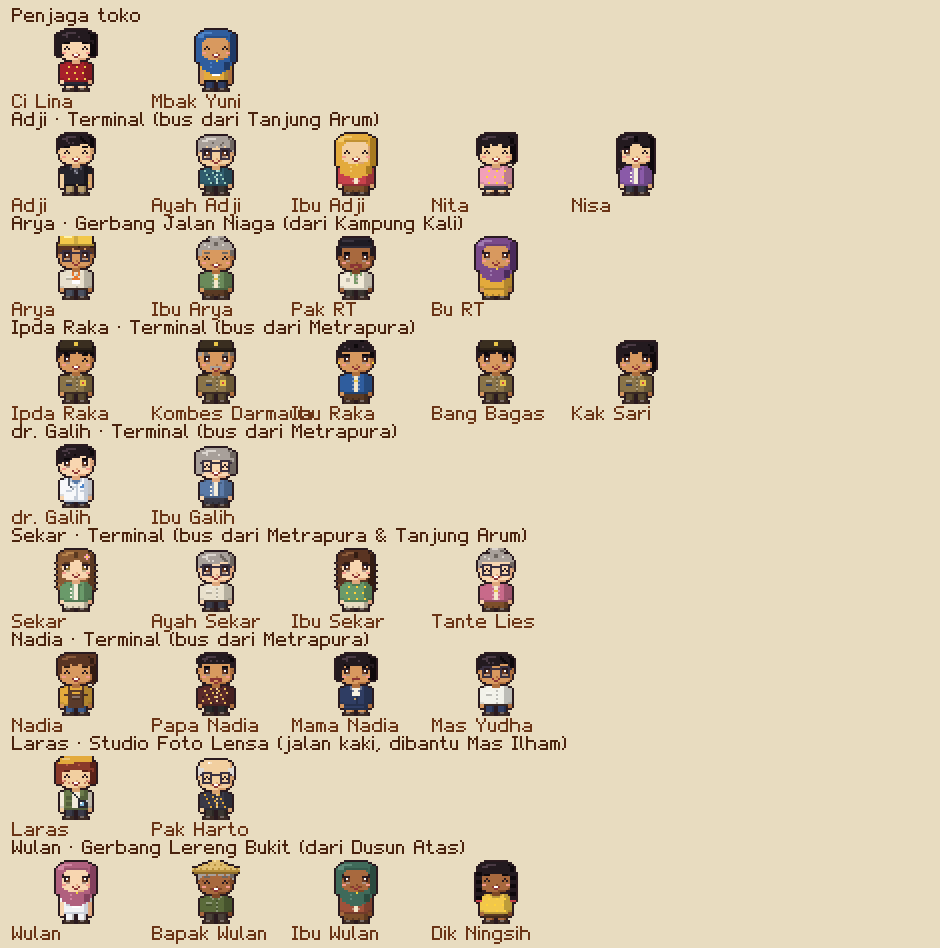 Penjaga toko
Ci Lina Mbak Yuni
Adji · Terminal (bus dari Tanjung Arum)
Adji Ayah Adji Ibu Adji Nita Nisa
Arya · Gerbang Jalan Niaga (dari Kampung Kali)
Arya Ibu Arya Pak RT Bu RT
Ipda Raka · Terminal (bus dari Metrapura)
Ipda Raka Kombes Raka Bang Bagas Kak Sari
dr. Galih · Terminal (bus dari Metrapura)
dr. Galih Ibu Galih
Sekar · Terminal (bus dari Metrapura & Tanjung Arum)
Sekar Ayah Sekar Ibu Sekar Tante Lies
Nadia · Terminal (bus dari Metrapura)
Nadia Papa Nadia Mama Nadia Mas Yudha
Laras · Studio Foto Lensa (jalan kaki, dibantu Mas Ilham)
Laras Pak Harto
Wulan · Gerbang Lereng Bukit (dari Dusun Atas)
Wulan Bapak Wulan Ibu Wulan Dik Ningsih